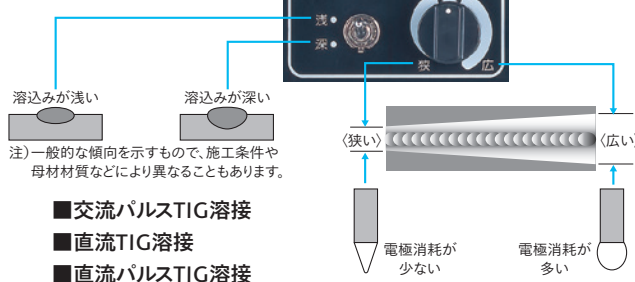 浅
深
狭 広
溶込みが浅い 溶込みが深い
〈狭い〉 〈広い〉
注）一般的な傾向を示すもので、施工条件や
母材材質などにより異なることもあります。
■交流パルスTIG溶接
■直流TIG溶接
■直流パルスTIG溶接
電極消耗が
少ない
電極消耗が
多い